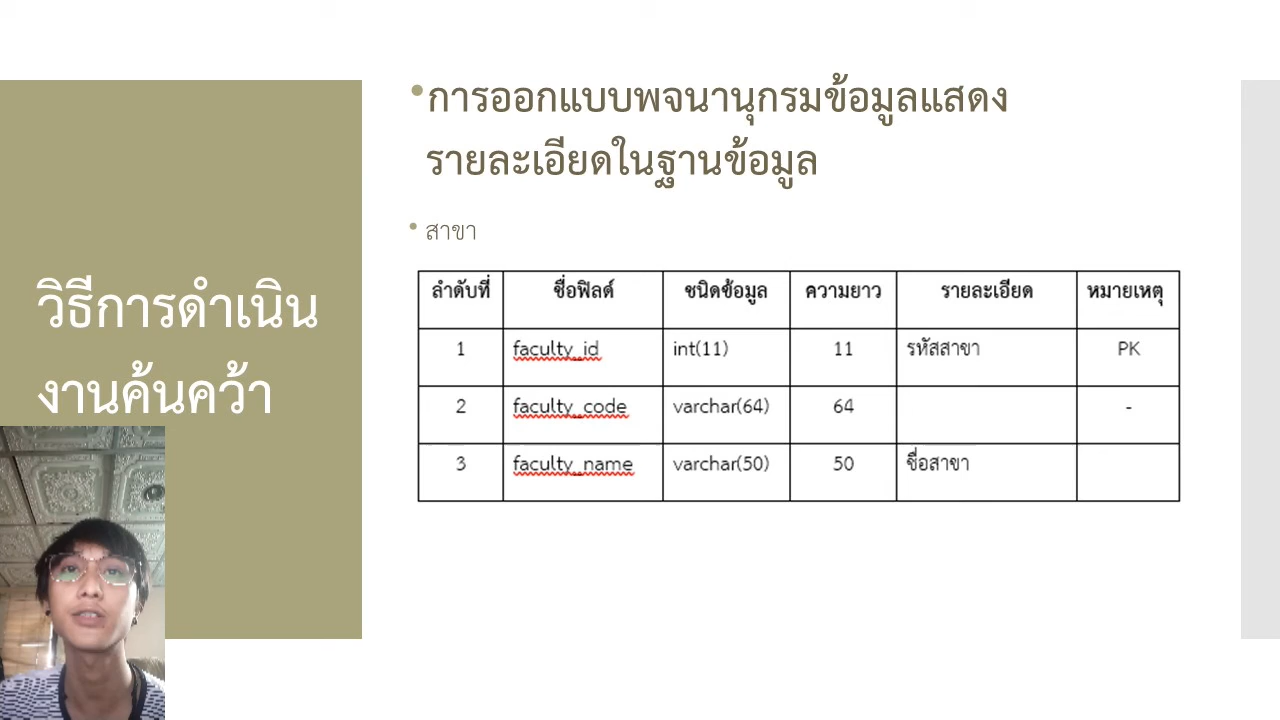 •การออกแบบพจนานุกรมข้อมูลแสดง
รายละเอียดในฐานข้อมูล
• สาขา
วิธีการดำเนิน
งานค้นคว้า
ลำดับที่ ชื่อฟิลด์ ชนิดข้อมูล ความยาว รายละเอียด หมายเหตุ
1 faculty_id int(11) 11 รหัสสาขา PK
2 faculty_code varchar(64) 64 -
3 faculty_name varchar(50) 50 ชื่อสาขา